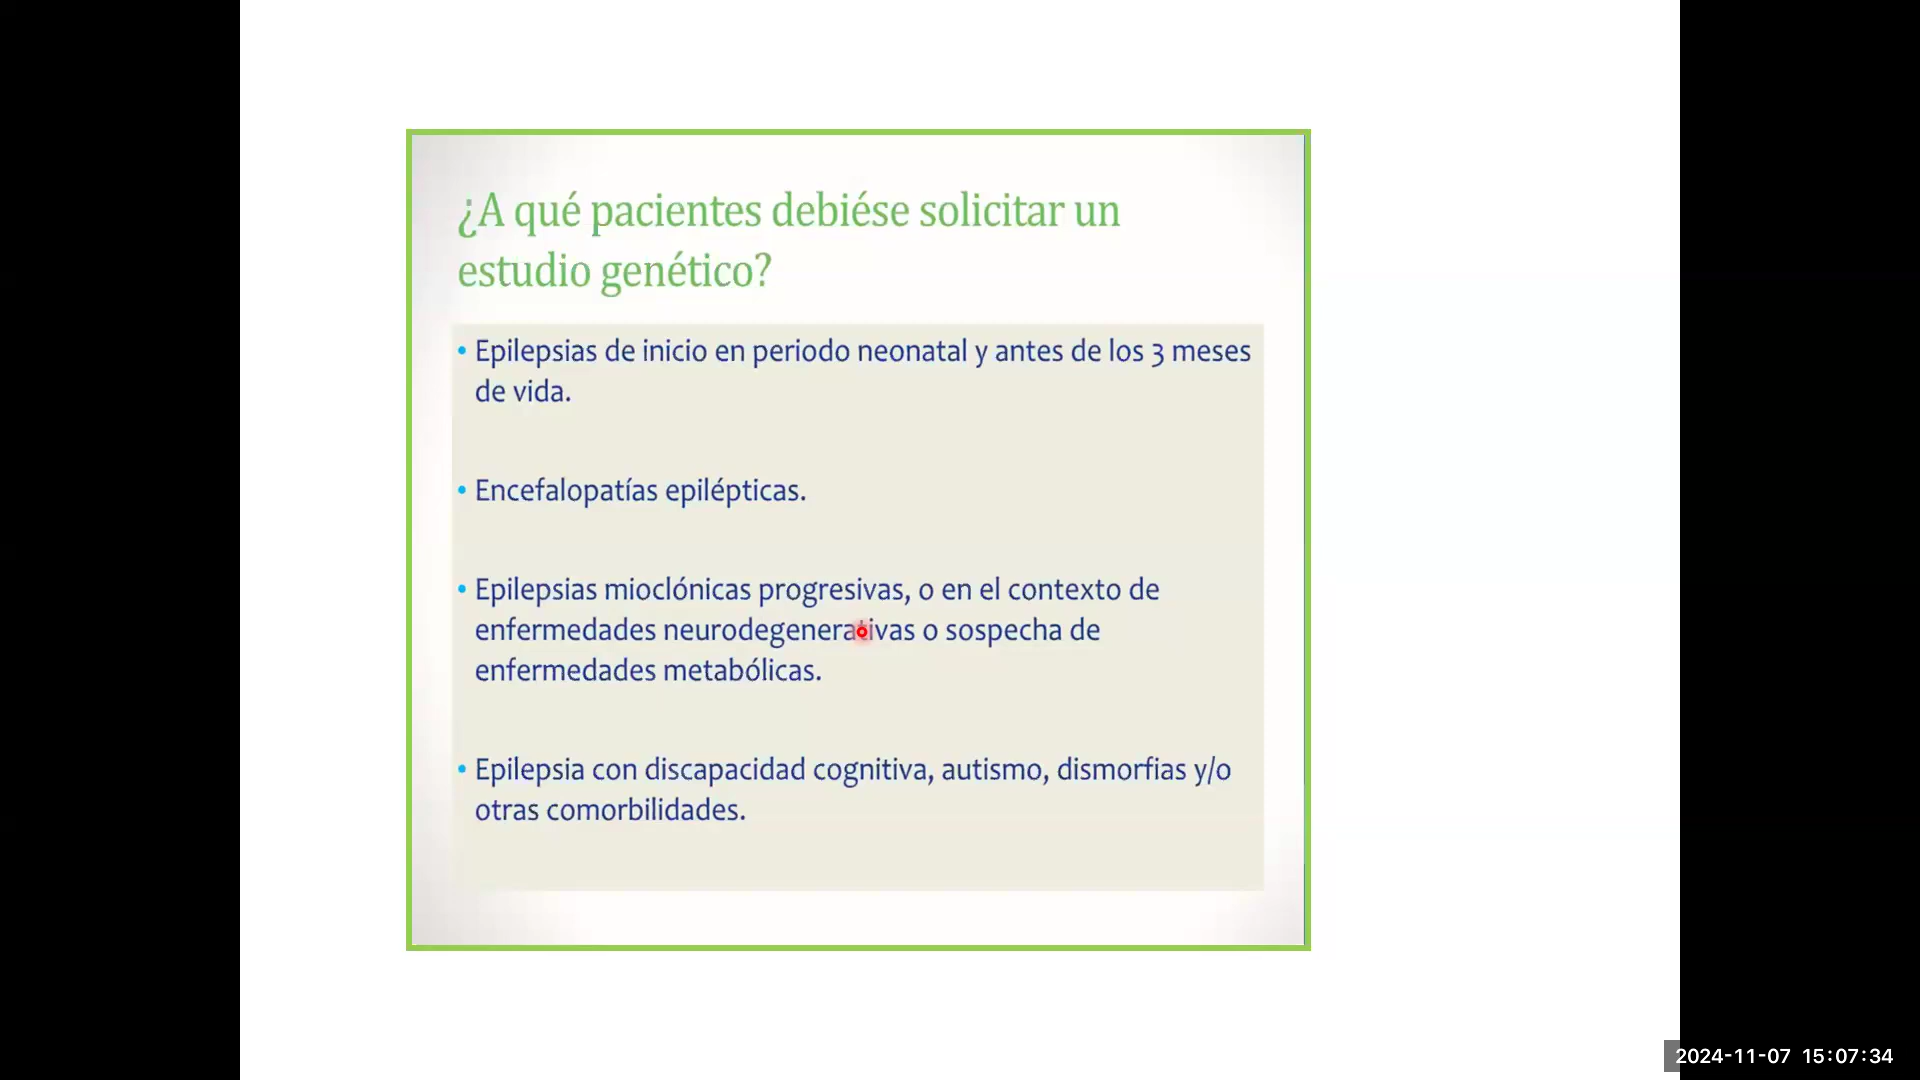 ¿A qué pacientes debiése solicitar un
estudio genético?
• Epilepsias de inicio en periodo neonatal y antes de los 3 meses
de vida.
• Encefalopatías epilépticas.
• Epilepsias mioclónicas progresivas, o en el contexto de
enfermedades neurodegenerativas o sospecha de
enfermedades metabólicas.
• Epilepsia con discapacidad cognitiva, autismo, dismorfias y/o
otras comorbilidades.
2024-11-07 15:07:34